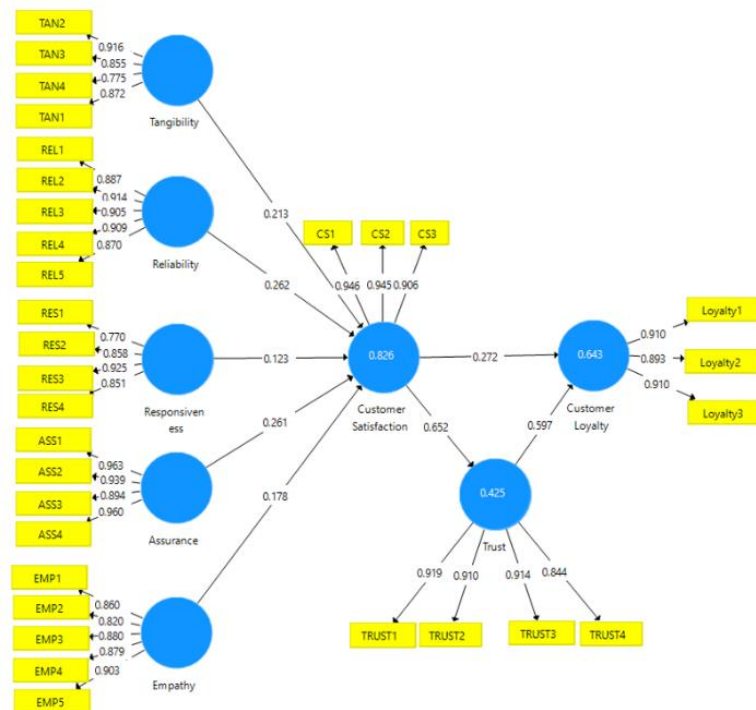 TAN2
TAN3
TAN4
TAN1
0.916
0.855
0.775
0.872
Tangibility
REL1
REL2
REL3
REL4
REL5
0.887
0.914
0.905
0.909
0.870
Reliability
RES1
RES2
RES3
RES4
0.770
0.858
0.925
0.851
Responsiven
ess
ASS1
ASS2
ASS3
ASS4
0.963
0.939
0.894
0.960
Assurance
EMP1
EMP2
EMP3
EMP4
EMP5
0.860
0.820
0.880
0.879
0.903
Empathy
0.213
0.262
0.123
0.261
0.178
CS1
CS2
CS3
0.946
0.945
0.906
0.826
Customer
Satisfaction
0.272
0.652
0.643
Customer
Loyalty
0.910
0.893
0.910
Loyalty1
Loyalty2
Loyalty3
0.597
0.425
Trust
0.919
0.910
0.914
0.844
TRUST1
TRUST2
TRUST3
TRUST4